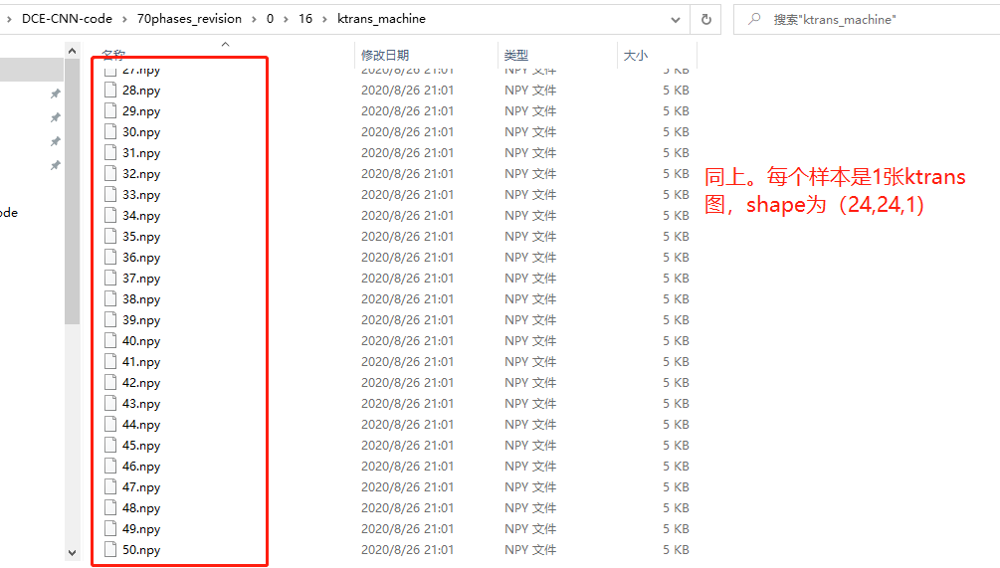 DCE-CNN-code > 70phases_revision > 0 > 16 > ktrans_machine
搜索"ktrans_machine"
名称 修改日期 类型 大小
27.npy 2020/8/26 21:01 NPY 文件 5 KB
28.npy 2020/8/26 21:01 NPY 文件 5 KB
29.npy 2020/8/26 21:01 NPY 文件 5 KB
30.npy 2020/8/26 21:01 NPY 文件 5 KB
31.npy 2020/8/26 21:01 NPY 文件 5 KB
32.npy 2020/8/26 21:01 NPY 文件 5 KB
33.npy 2020/8/26 21:01 NPY 文件 5 KB
34.npy 2020/8/26 21:01 NPY 文件 5 KB
35.npy 2020/8/26 21:01 NPY 文件 5 KB
36.npy 2020/8/26 21:01 NPY 文件 5 KB
37.npy 2020/8/26 21:01 NPY 文件 5 KB
38.npy 2020/8/26 21:01 NPY 文件 5 KB
39.npy 2020/8/26 21:01 NPY 文件 5 KB
40.npy 2020/8/26 21:01 NPY 文件 5 KB
41.npy 2020/8/26 21:01 NPY 文件 5 KB
42.npy 2020/8/26 21:01 NPY 文件 5 KB
43.npy 2020/8/26 21:01 NPY 文件 5 KB
44.npy 2020/8/26 21:01 NPY 文件 5 KB
45.npy 2020/8/26 21:01 NPY 文件 5 KB
46.npy 2020/8/26 21:01 NPY 文件 5 KB
47.npy 2020/8/26 21:01 NPY 文件 5 KB
48.npy 2020/8/26 21:01 NPY 文件 5 KB
49.npy 2020/8/26 21:01 NPY 文件 5 KB
50.npy 2020/8/26 21:01 NPY 文件 5 KB
ode
同上。每个样本是1张ktrans
图，shape为（24,24,1)